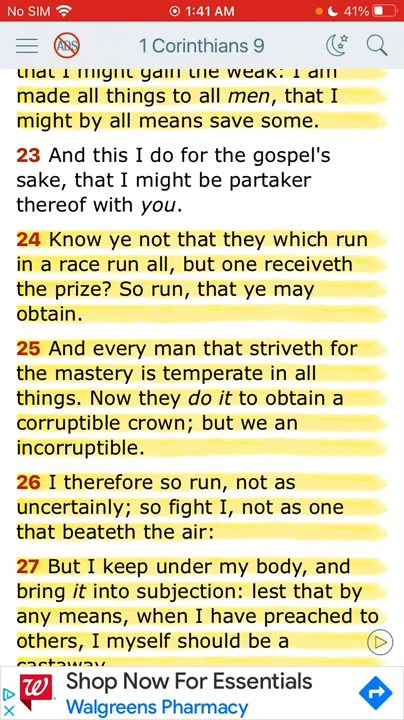 No SIM 1:41 AM 41%
ADS 1 Corinthians 9
that I might gain the weak: I am
made all things to all men, that I
might by all means save some.
23 And this I do for the gospel's
sake, that I might be partaker
thereof with you.
24 Know ye not that they which run
in a race run all, but one receiveth
the prize? So run, that ye may
obtain.
25 And every man that striveth for
the mastery is temperate in all
things. Now they do it to obtain a
corruptible crown; but we an
incorruptible.
26 I therefore so run, not as
uncertainly; so fight I, not as one
that beateth the air:
27 But I keep under my body, and
bring it into subjection: lest that by
any means, when I have preached to
others, I myself should be a
castaway.
Shop Now For Essentials
Walgreens Pharmacy